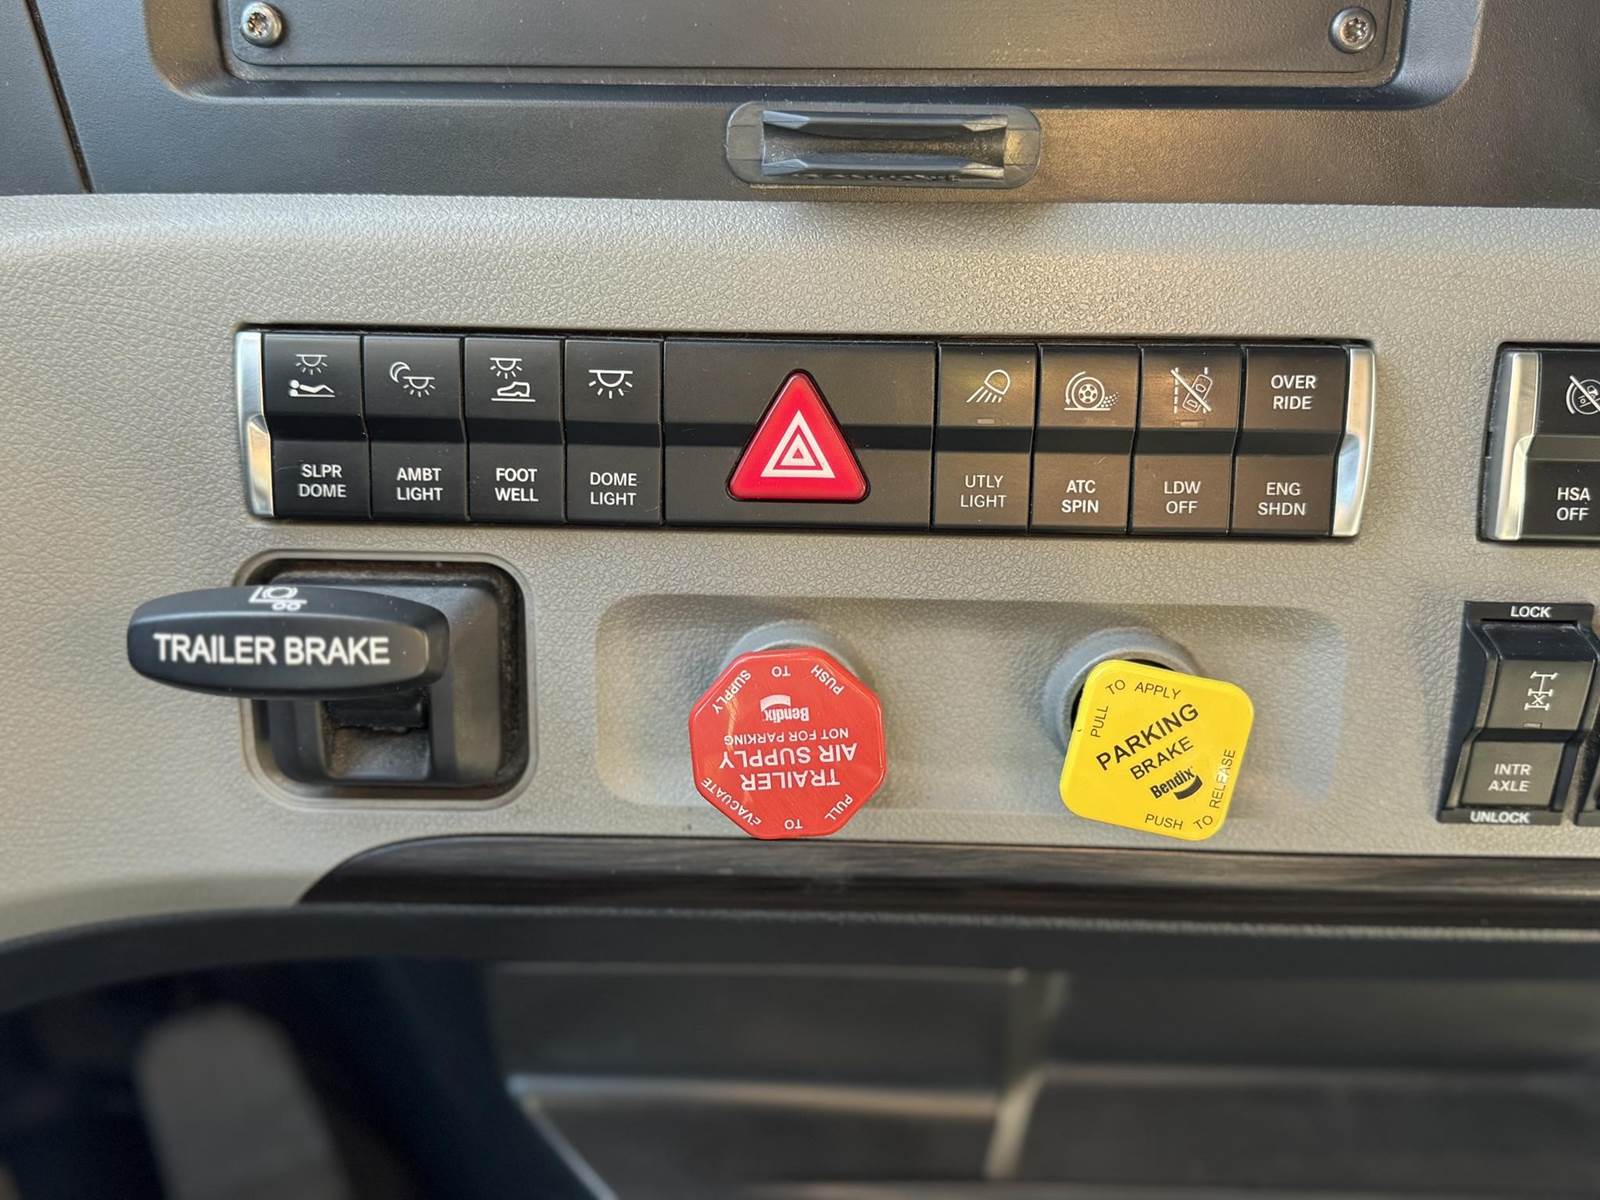 SLPR
DOME
AMBT
LIGHT
FOOT
WELL
DOME
LIGHT
UTLY
LIGHT
ATC
SPIN
LDW
OFF
OVER
RIDE
ENG
SHDN
HSA
OFF
TRAILER BRAKE
PUSH TO SUPPLY
Bendix
NOT FOR PARKING
TRAILER
AIR SUPPLY
PULL TO EVACUATE
PULL TO APPLY
PARKING
BRAKE
Bendix
PUSH TO RELEASE
LOCK
INTR
AXLE
UNLOCK